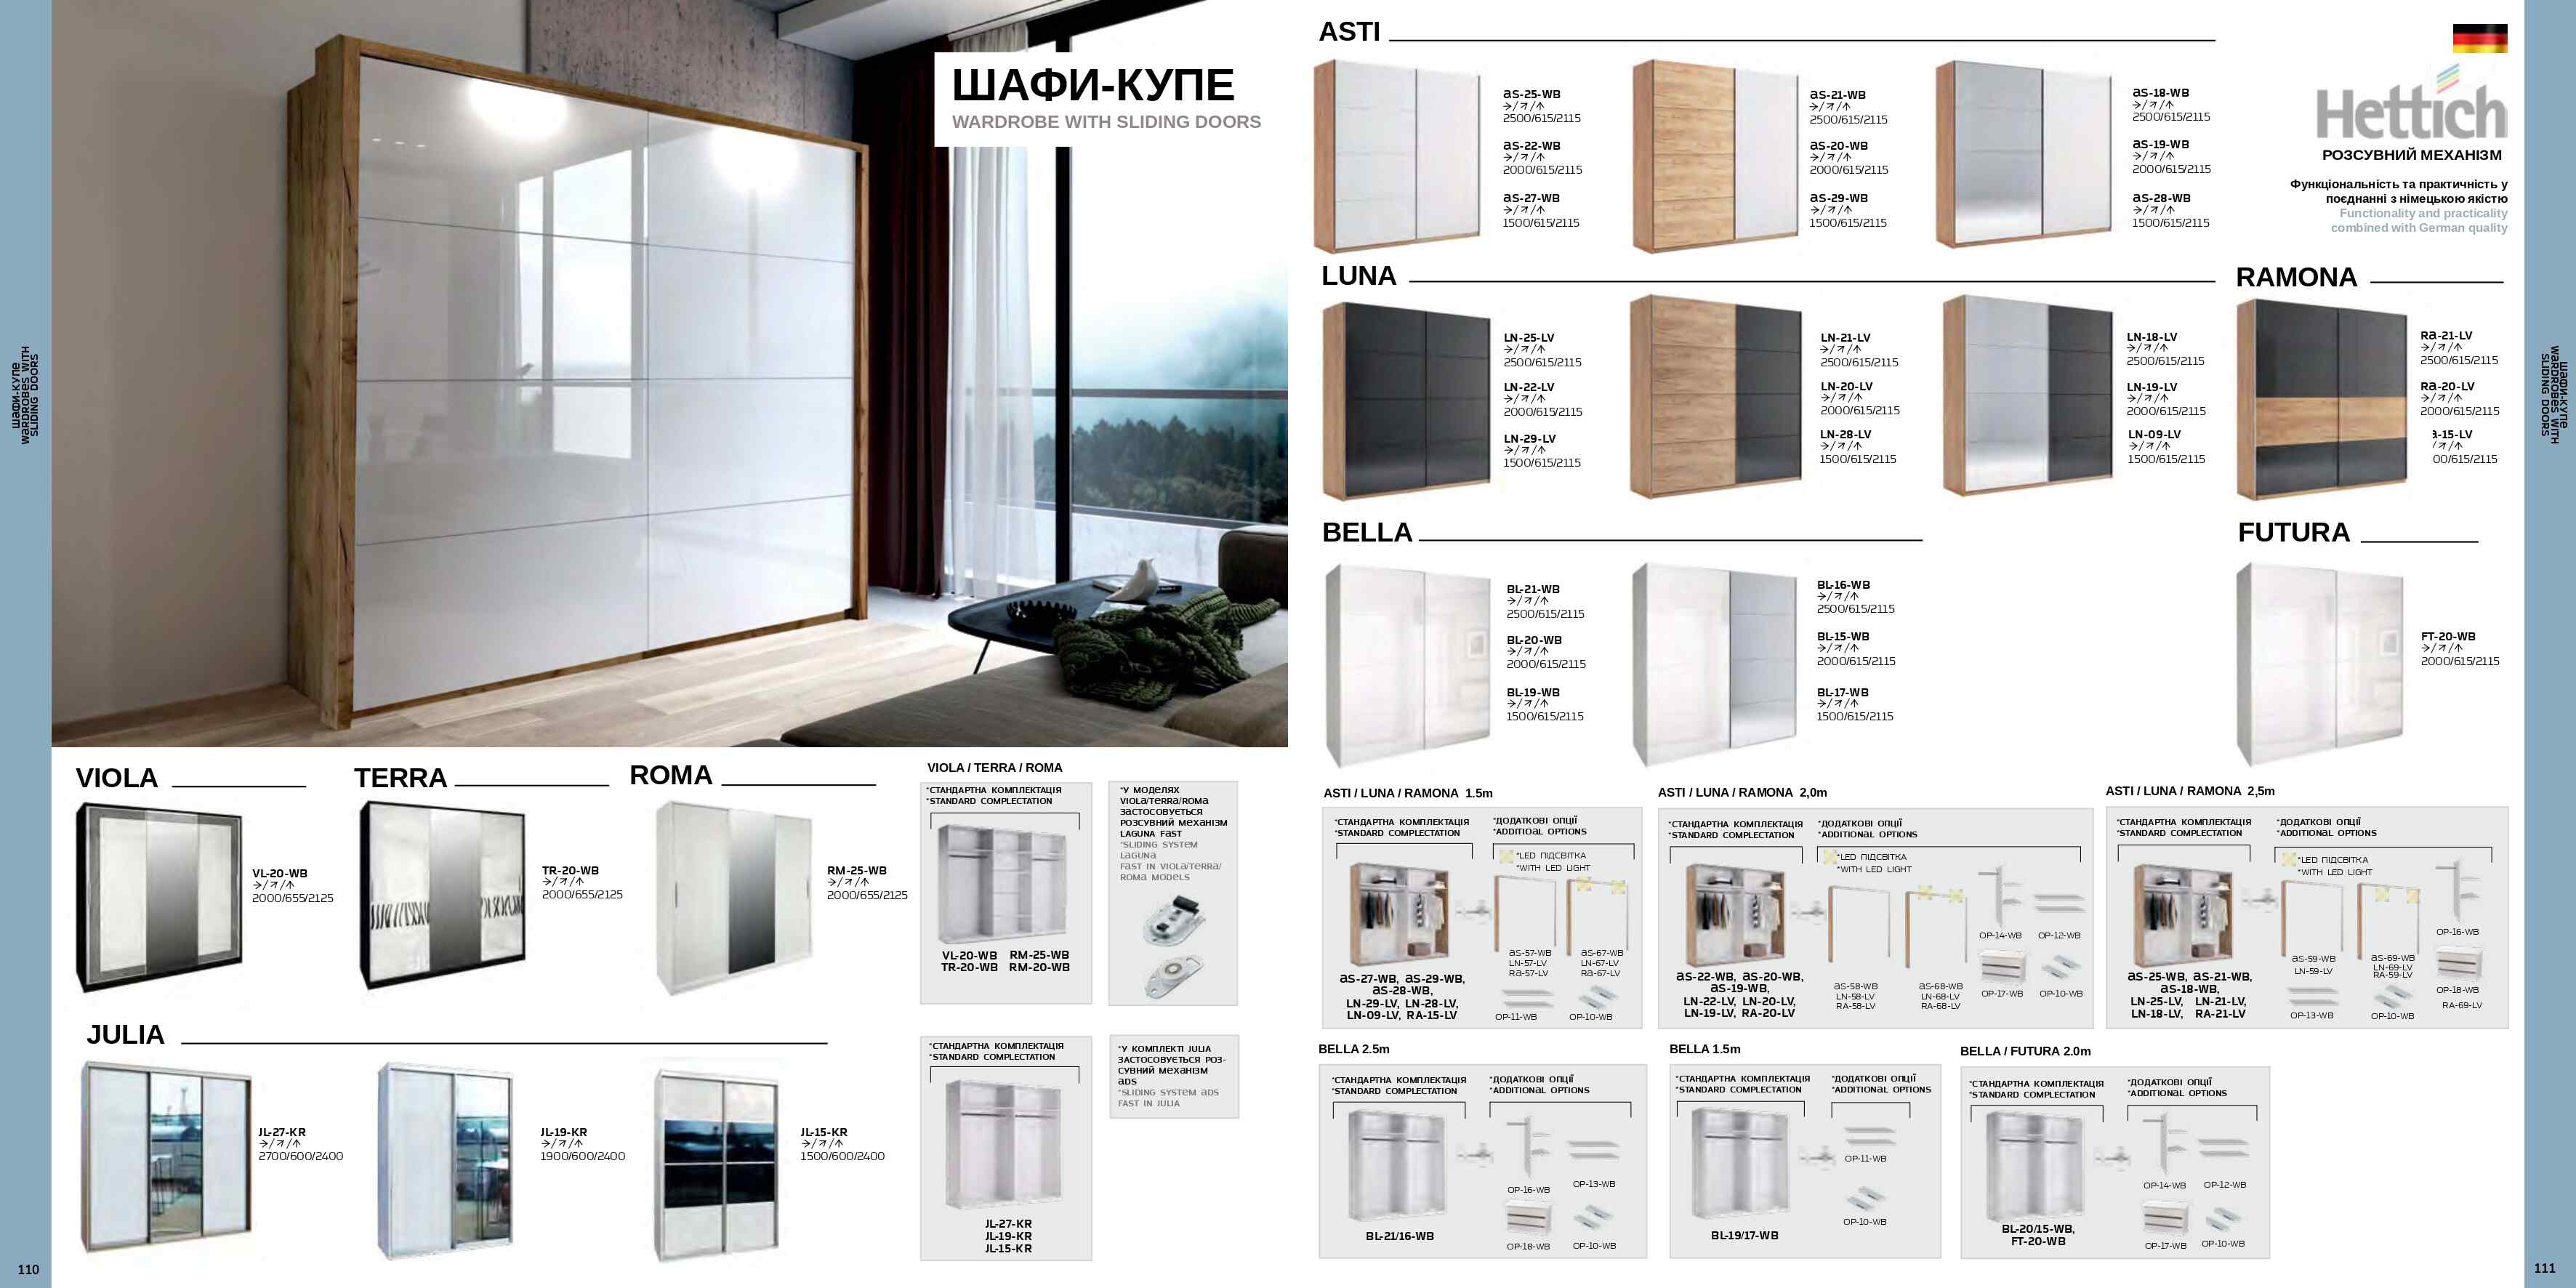 ШАФИ-КУПЕ
WARDROBE WITH SLIDING DOORS
ШАФИ-КУПЕ
WARDROBES WITH
SLIDING DOORS
VIOLA
VL-20-WB
2000/655/2125
TERRA
TR-20-WB
2000/655/2125
ROMA
RM-25-WB
2000/655/2125
VIOLA / TERRA / ROMA
*СТАНДАРТНА КОМПЛЕКТАЦІЯ
*STANDARD COMPLECTATION
VL-20-WB RM-25-WB
TR-20-WB RM-20-WB
*У МОДЕЛЯХ
VIOLA/TERRA/ROMA
ЗАСТОСОВУЄТЬСЯ
РОЗСУВНИЙ МЕХАНІЗМ
LAGUNA FAST
*SLIDING SYSTEM
LAGUNA
FAST IN VIOLA/TERRA/
ROMA MODELS
JULIA
JL-27-KR
2700/600/2400
JL-19-KR
1900/600/2400
JL-15-KR
1500/600/2400
*СТАНДАРТНА КОМПЛЕКТАЦІЯ
*STANDARD COMPLECTATION
JL-27-KR
JL-19-KR
JL-15-KR
*У КОМПЛЕКТІ JULIA
ЗАСТОСОВУЄТЬСЯ РОЗ-
СУВНИЙ МЕХАНІЗМ
ADS
*SLIDING SYSTEM ADS
FAST IN JULIA
110
ASTI
AS-25-WB
2500/615/2115
AS-22-WB
2000/615/2115
AS-27-WB
1500/615/2115
AS-21-WB
2500/615/2115
AS-20-WB
2000/615/2115
AS-29-WB
1500/615/2115
AS-18-WB
2500/615/2115
AS-19-WB
2000/615/2115
AS-28-WB
1500/615/2115
Hettich
РОЗСУВНИЙ МЕХАНІЗМ
Функціональність та практичність у
поєднанні з німецькою якістю
Functionality and practicality
combined with German quality
LUNA
LN-25-LV
2500/615/2115
LN-22-LV
2000/615/2115
LN-29-LV
1500/615/2115
LN-21-LV
2500/615/2115
LN-20-LV
2000/615/2115
LN-28-LV
1500/615/2115
LN-18-LV
2500/615/2115
LN-19-LV
2000/615/2115
LN-09-LV
1500/615/2115
RAMONA
RA-21-LV
2500/615/2115
RA-20-LV
2000/615/2115
-15-LV
00/615/2115
BELLA
BL-21-WB
2500/615/2115
BL-20-WB
2000/615/2115
BL-19-WB
1500/615/2115
BL-16-WB
2500/615/2115
BL-15-WB
2000/615/2115
BL-17-WB
1500/615/2115
FUTURA
FT-20-WB
2000/615/2115
ASTI / LUNA / RAMONA 1.5m
*СТАНДАРТНА КОМПЛЕКТАЦІЯ
*STANDARD COMPLECTATION
*ДОДАТКОВІ ОПЦІЇ
*ADDITIOAL OPTIONS
*LED ПІДСВІТКА
*WITH LED LIGHT
AS-57-WB
LN-57-LV
RA-57-LV
AS-67-WB
LN-67-LV
RA-67-LV
AS-27-WB, AS-29-WB,
AS-28-WB,
LN-29-LV, LN-28-LV,
LN-09-LV, RA-15-LV
OP-11-WB
OP-10-WB
ASTI / LUNA / RAMONA 2,0m
*СТАНДАРТНА КОМПЛЕКТАЦІЯ
*STANDARD COMPLECTATION
*ДОДАТКОВІ ОПЦІЇ
*ADDITIONAL OPTIONS
*LED ПІДСВІТКА
*WITH LED LIGHT
OP-14-WB
OP-12-WB
AS-22-WB, AS-20-WB,
AS-19-WB,
LN-22-LV, LN-20-LV,
LN-19-LV, RA-20-LV
AS-58-WB
LN-58-LV
RA-58-LV
AS-68-WB
LN-68-LV
RA-68-LV
OP-17-WB
OP-10-WB
ASTI / LUNA / RAMONA 2,5m
*СТАНДАРТНА КОМПЛЕКТАЦІЯ
*STANDARD COMPLECTATION
*ДОДАТКОВІ ОПЦІЇ
*ADDITIONAL OPTIONS
*LED ПІДСВІТКА
*WITH LED LIGHT
OP-16-WB
AS-59-WB
LN-59-LV
AS-69-WB
LN-69-LV
RA-59-LV
AS-25-WB, AS-21-WB,
AS-18-WB,
LN-25-LV, LN-21-LV,
LN-18-LV, RA-21-LV
OP-18-WB
RA-69-LV
OP-13-WB
OP-10-WB
BELLA 2.5m
*СТАНДАРТНА КОМПЛЕКТАЦІЯ
*STANDARD COMPLECTATION
*ДОДАТКОВІ ОПЦІЇ
*ADDITIONAL OPTIONS
OP-16-WB
OP-13-WB
BL-21/16-WB
OP-18-WB
OP-10-WB
BELLA 1.5m
*СТАНДАРТНА КОМПЛЕКТАЦІЯ
*STANDARD COMPLECTATION
*ДОДАТКОВІ ОПЦІЇ
*ADDITIONAL OPTIONS
OP-11-WB
OP-10-WB
BL-19/17-WB
BELLA / FUTURA 2.0m
*СТАНДАРТНА КОМПЛЕКТАЦІЯ
*STANDARD COMPLECTATION
*ДОДАТКОВІ ОПЦІЇ
*ADDITIONAL OPTIONS
OP-14-WB
OP-12-WB
BL-20/15-WB,
FT-20-WB
OP-17-WB
OP-10-WB
ШАФИ-КУПЕ
WARDROBES WITH
SLIDING DOORS
111